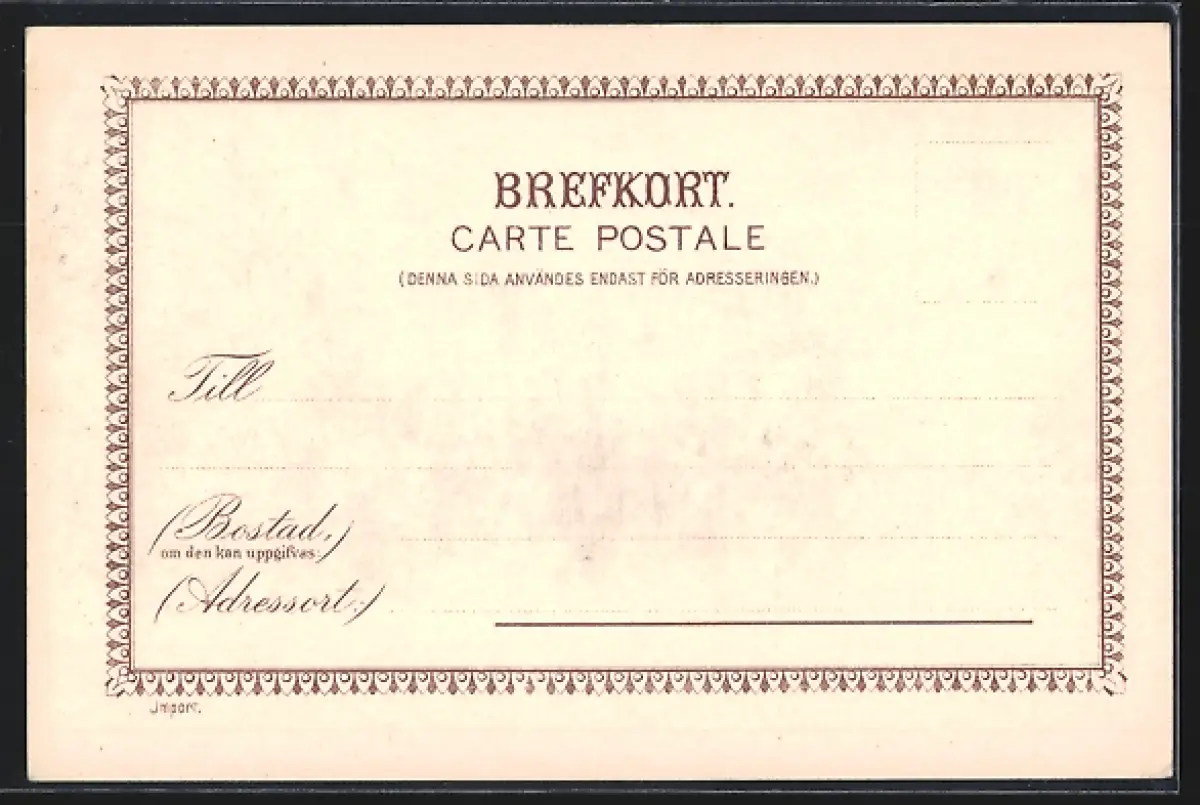 BREFKORT.
CARTE POSTALE
(DENNA SIDA ANVÄNDES ENDAST FÖR ADRESSERINGEN.)
Till
(Bostad,
om den kan uppgifvas:)
(Adressort:)
Import.